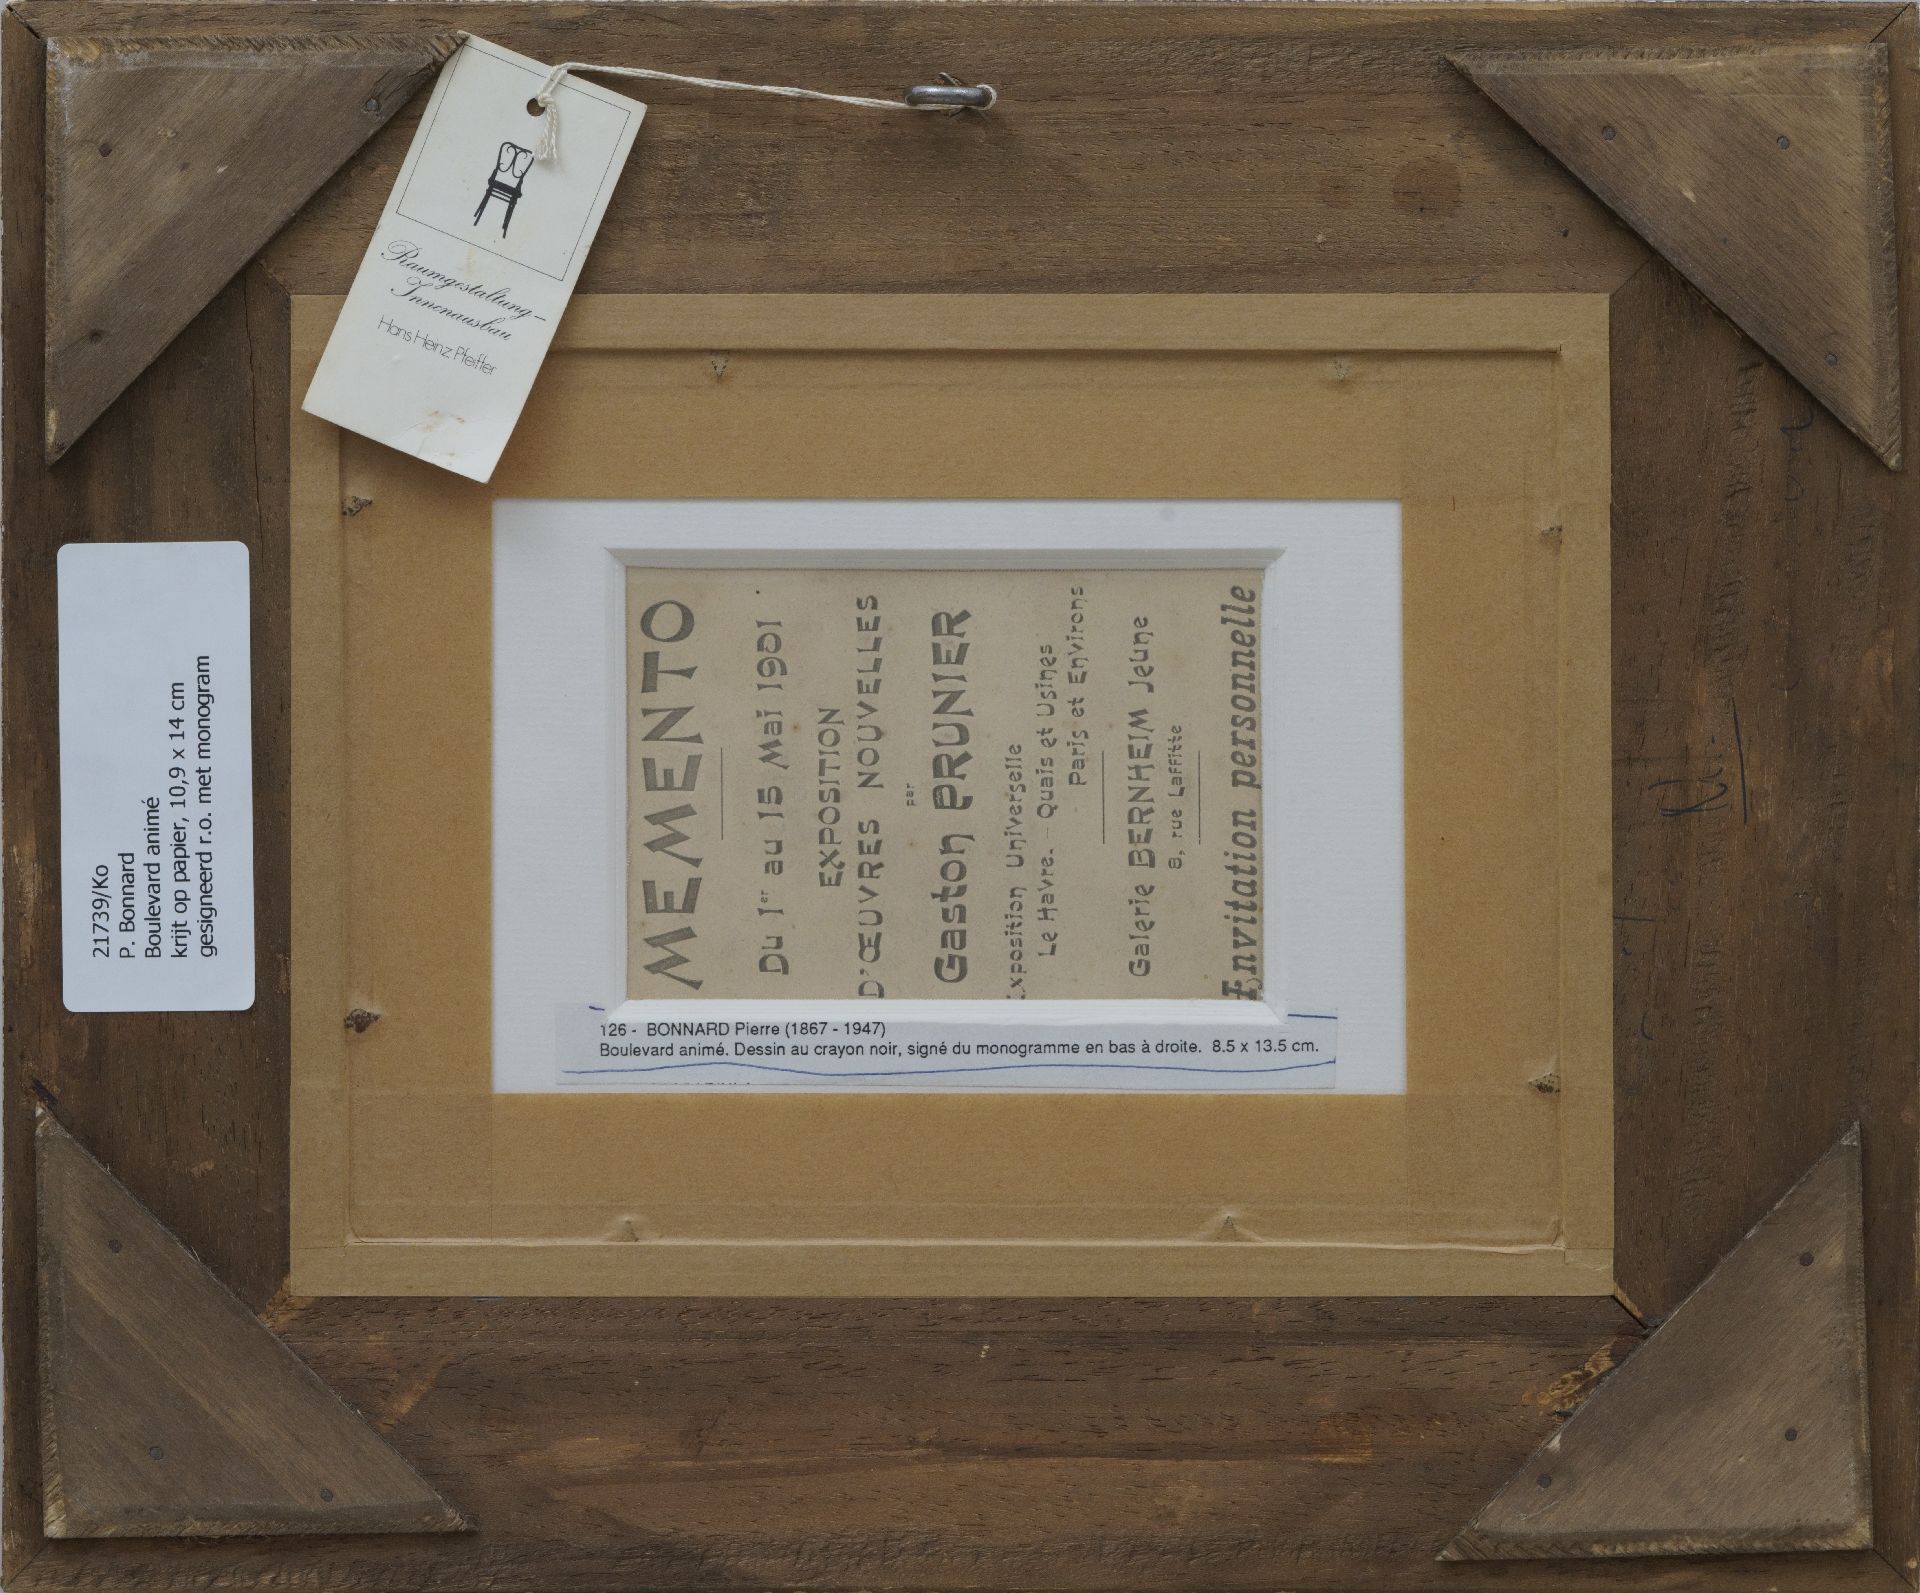 Raumgestaltung-
Innenausbau
Hans Heinz Pfeiffer
21739/Ko
P. Bonnard
Boulevard animé
krijt op papier, 10,9 x 14 cm
gesigneerd r.o. met monogram
MEMENTO
Du 1er au 15 Mai 1901
EXPOSITION
D'ŒUVRES NOUVELLES
par
Gaston PRUNIER
Exposition Universelle
Le Havre. - Quais et Usines
Paris et Environs
Galerie BERNHEIM Jeune
8, rue Laffitte
Invitation personnelle
126 - BONNARD Pierre (1867 - 1947)
Boulevard animé. Dessin au crayon noir, signé du monogramme en bas à droite. 8.5 x 13.5 cm.